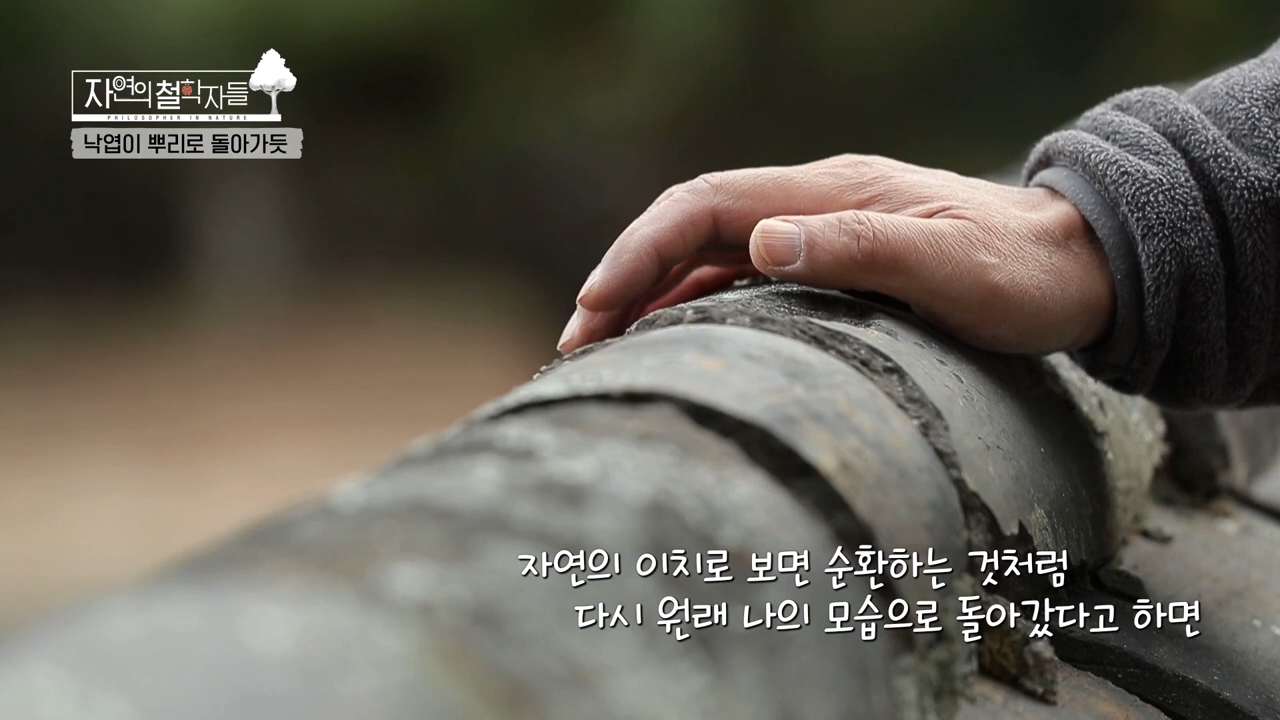 자연의 철학자들
PHILOSOPHER IN NATURE
낙엽이 뿌리로 돌아가듯
자연의 이치로 보면 순환하는 것처럼
다시 원래 나의 모습으로 돌아갔다고 하면